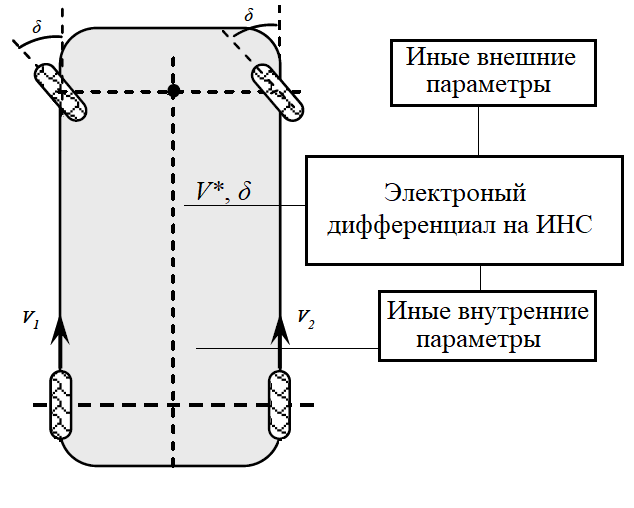 δ
δ
Иные внешние
параметры
V*, δ
Электроный
дифференциал на ИНС
Иные внутренние
параметры
V1
V2